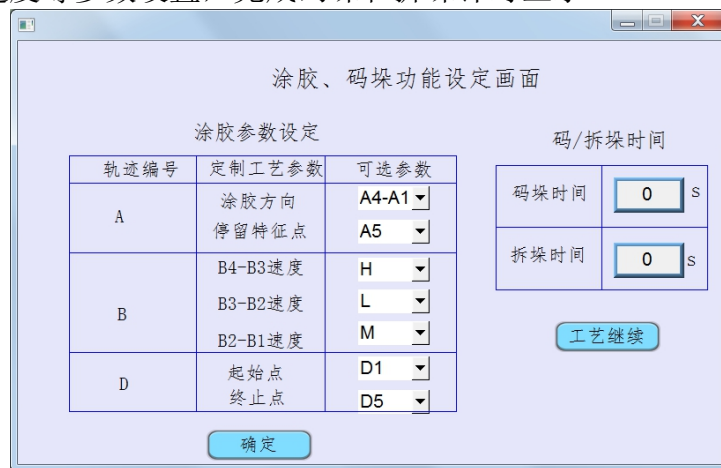 涂胶、码垛功能设定画面
涂胶参数设定
轨迹编号 定制工艺参数 可选参数
A
涂胶方向 A4-A1
停留特征点 A5
B
B4-B3速度 H
B3-B2速度 L
B2-B1速度 M
D
起始点 D1
终止点 D5
确定
码/拆垛时间
码垛时间 0 s
拆垛时间 0 s
工艺继续